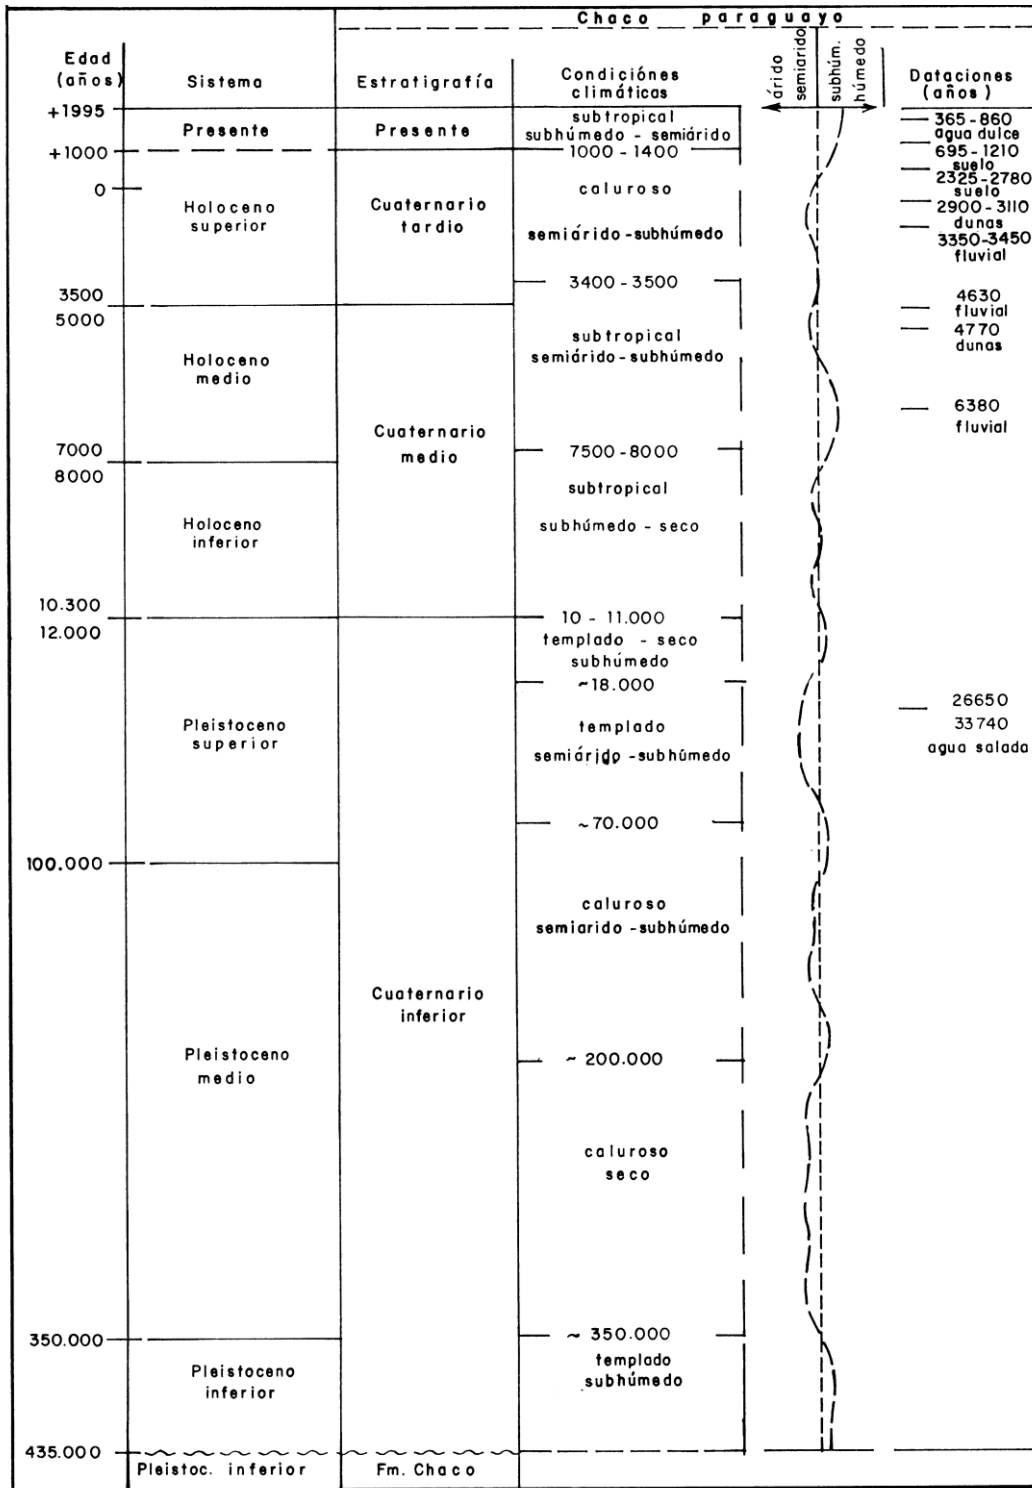 Chaco paraguayo
Edad
(años)
Sistema
Estratigrafía
Condiciónes
climáticas
árido
semiarido
subhúm.
húmedo
Dataciones
(años)
+1995
Presente
Presente
subtropical
subhúmedo - semiárido
+1000
1000 - 1400
0
Holoceno
superior
Cuaternario
tardio
caluroso
semiárido - subhúmedo
3400 - 3500
3500
5000
Holoceno
medio
subtropical
semiárido - subhúmedo
Cuaternario
medio
7000
8000
7500 - 8000
subtropical
subhúmedo - seco
Holoceno
inferior
10.300
12.000
10 - 11.000
templado - seco
subhúmedo
~18.000
Pleistoceno
superior
templado
semiárido - subhúmedo
~70.000
100.000
caluroso
semiarido - subhúmedo
Cuaternario
inferior
Pleistoceno
medio
~ 200.000
caluroso
seco
350.000
~ 350.000
templado
subhúmedo
Pleistoceno
inferior
435.000
Pleistoc. inferior
Fm. Chaco
365 - 860
agua dulce
695 - 1210
suelo
2325 - 2780
suelo
2900 - 3110
dunas
3350 - 3450
fluvial
4630
fluvial
4770
dunas
6380
fluvial
26650
33740
agua salada